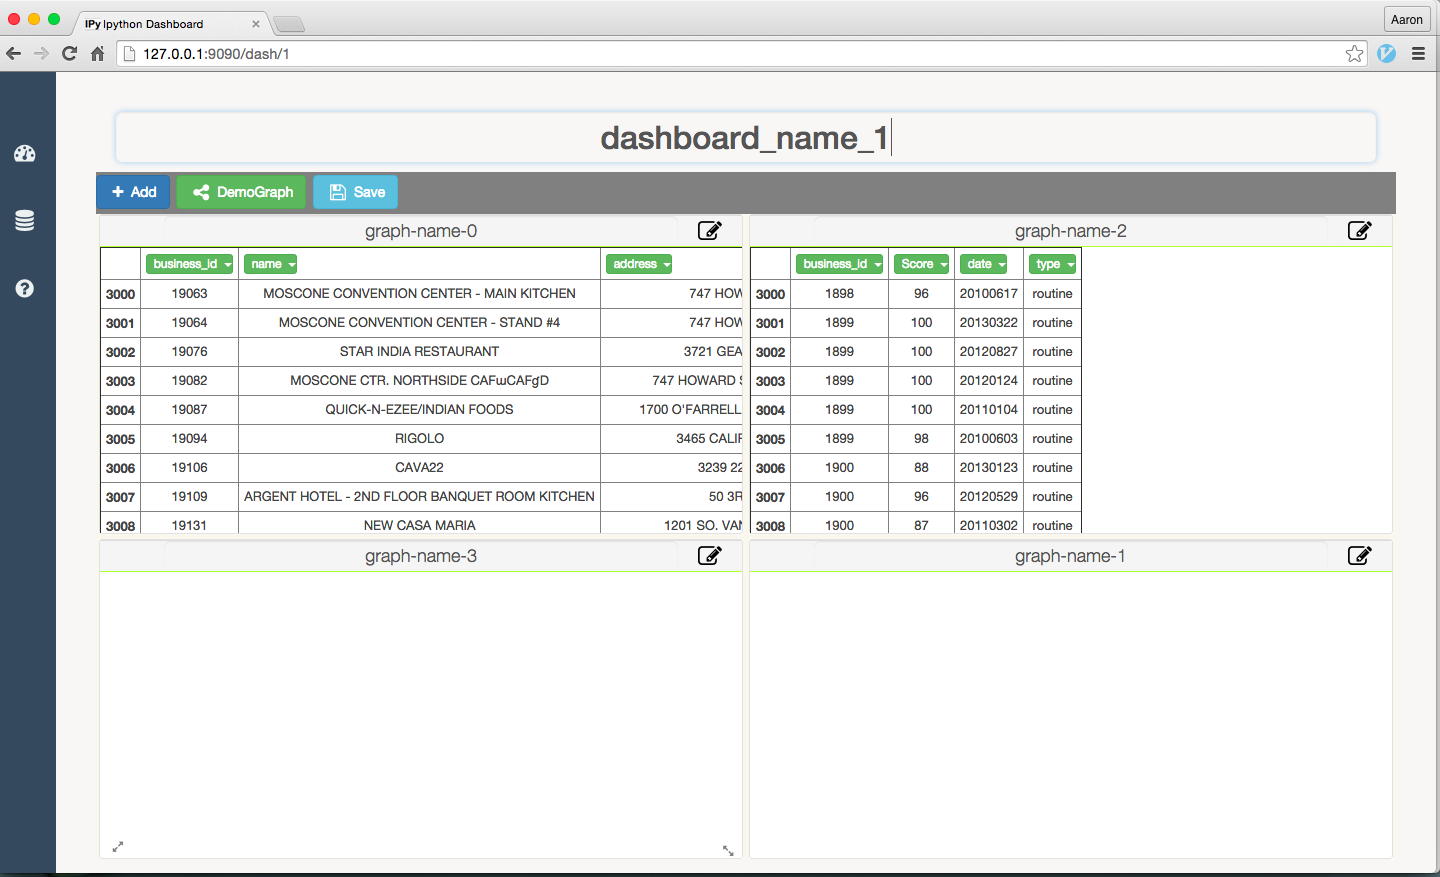 IPy Ipython Dashboard
Aaron
127.0.0.1:9090/dash/1
dashboard_name_1
Add DemoGraph Save
graph-name-0
business_id name address
3000 19063 MOSCONE CONVENTION CENTER - MAIN KITCHEN 747 HOW
3001 19064 MOSCONE CONVENTION CENTER - STAND #4 747 HOW
3002 19076 STAR INDIA RESTAURANT 3721 GEA
3003 19082 MOSCONE CTR. NORTHSIDE CAFɯCAFɠD 747 HOWARD S
3004 19087 QUICK-N-EZEE/INDIAN FOODS 1700 O'FARRELL
3005 19094 RIGOLO 3465 CALIF
3006 19106 CAVA22 3239 22
3007 19109 ARGENT HOTEL - 2ND FLOOR BANQUET ROOM KITCHEN 50 3R
3008 19131 NEW CASA MARIA 1201 SO. VAN
graph-name-2
business_id Score date type
3000 1898 96 20100617 routine
3001 1899 100 20130322 routine
3002 1899 100 20120827 routine
3003 1899 100 20120124 routine
3004 1899 100 20110104 routine
3005 1899 98 20100603 routine
3006 1900 88 20130123 routine
3007 1900 96 20120529 routine
3008 1900 87 20110302 routine
graph-name-3
graph-name-1